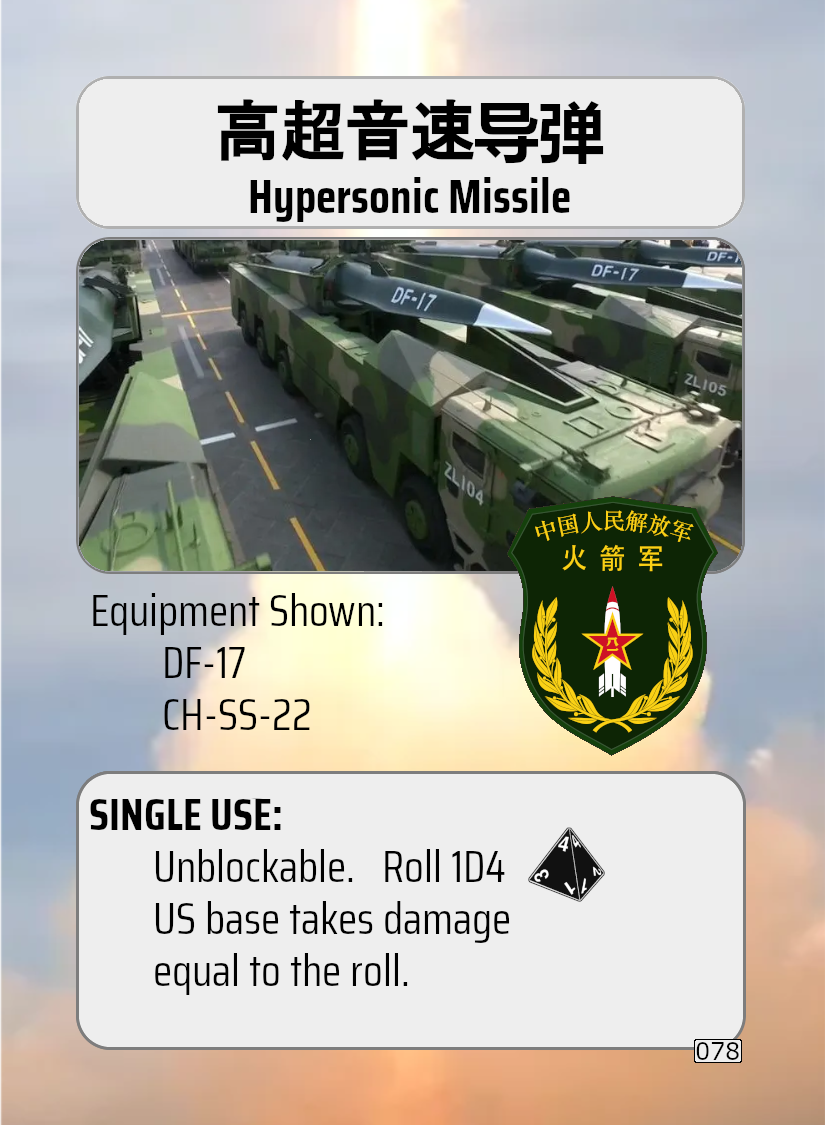 高超音速导弹
Hypersonic Missile
DF-17
DF-17
ZL105
ZL104
中国人民解放军
火箭军
八一
Equipment Shown:
DF-17
CH-SS-22
SINGLE USE:
Unblockable. Roll 1D4
US base takes damage
equal to the roll.
4
3
1
078